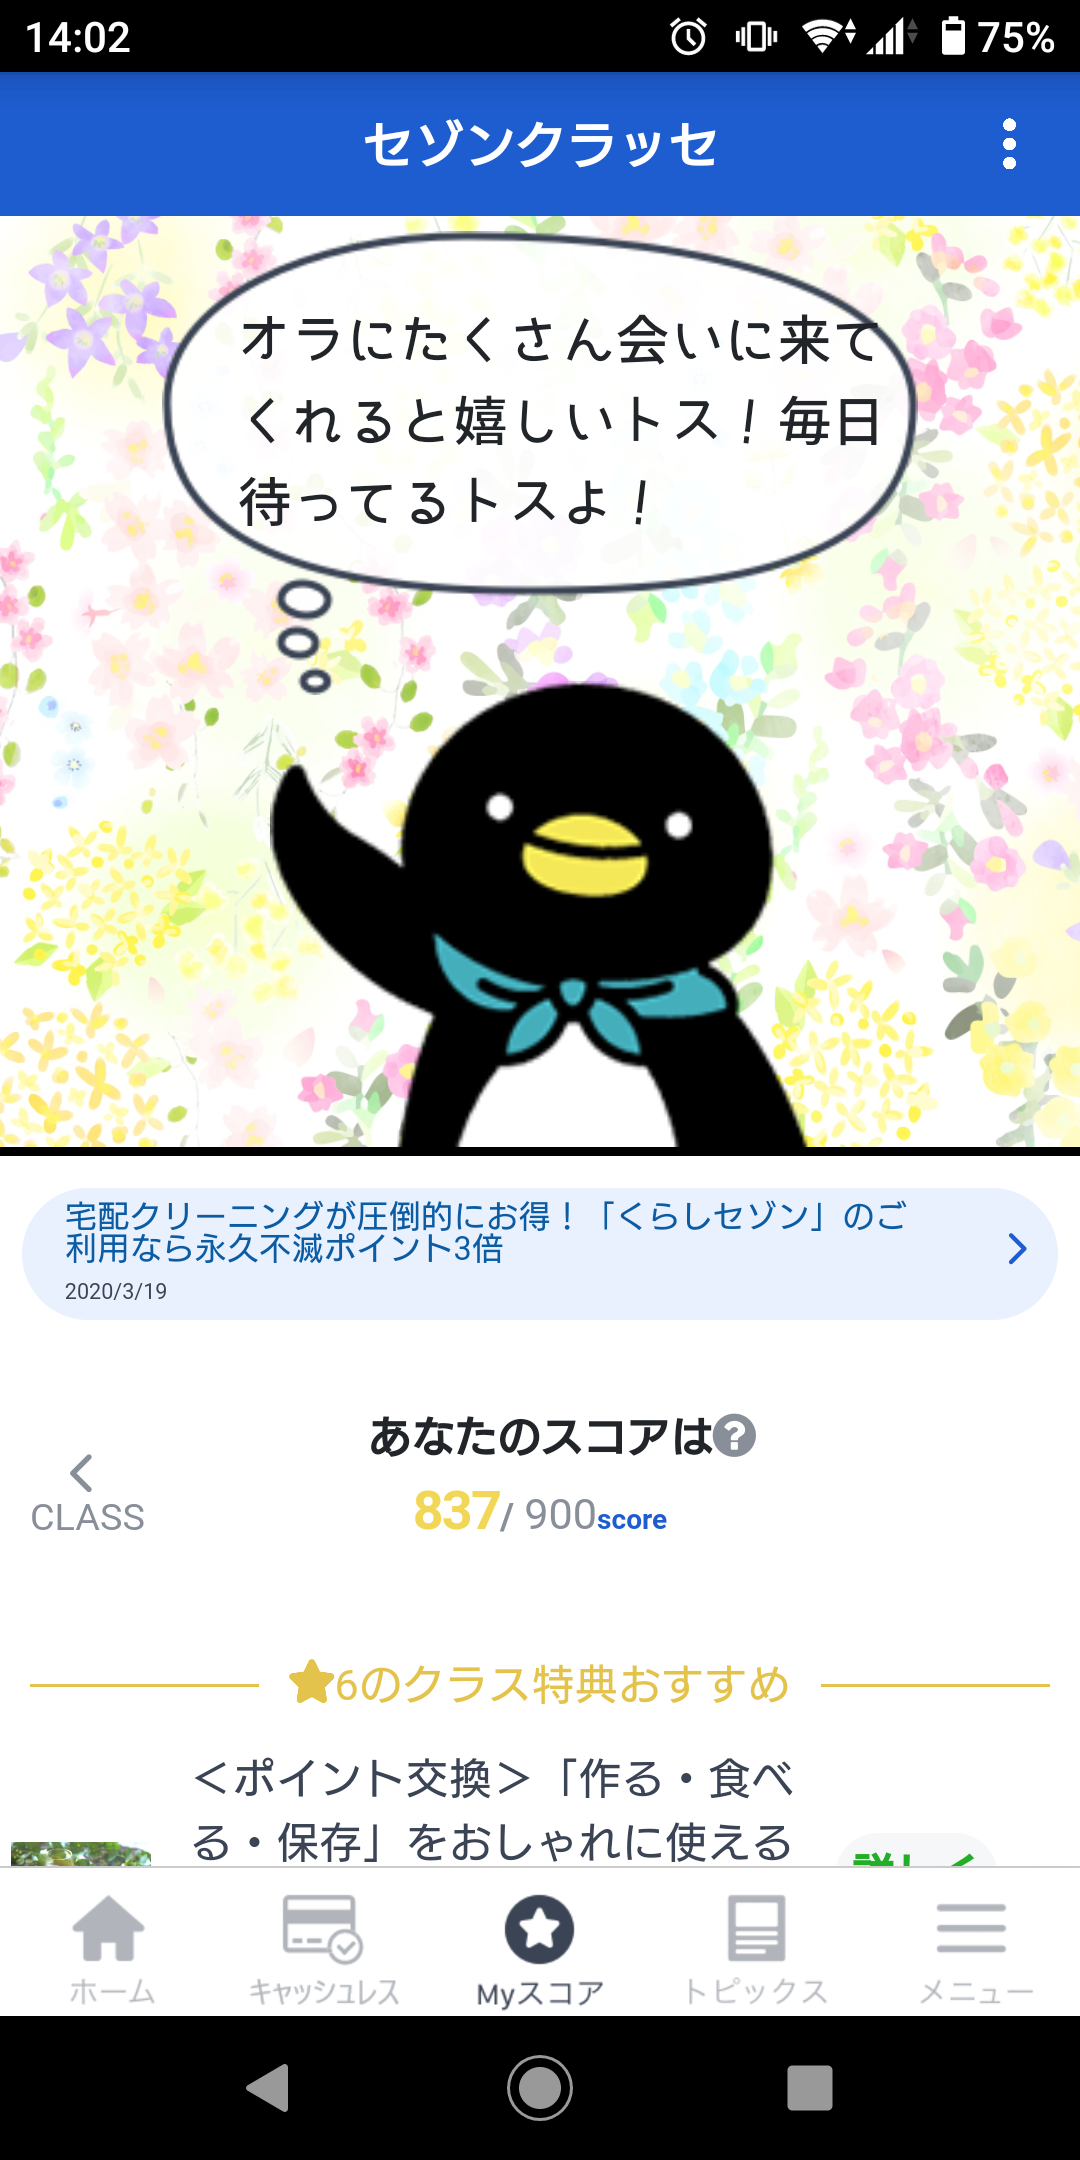 14:02
75%
セゾンクラッセ
オラにたくさん会いに来て
くれると嬉しいトス！毎日
待ってるトスよ！
宅配クリーニングが圧倒的にお得！「くらしセゾン」のご
利用なら永久不滅ポイント3倍
2020/3/19
あなたのスコアは?
CLASS
837/ 900score
★6のクラス特典おすすめ
＜ポイント交換＞「作る・食べ
る・保存」をおしゃれに使える
詳しく
ホーム
キャッシュレス
Myスコア
トピックス
メニュー